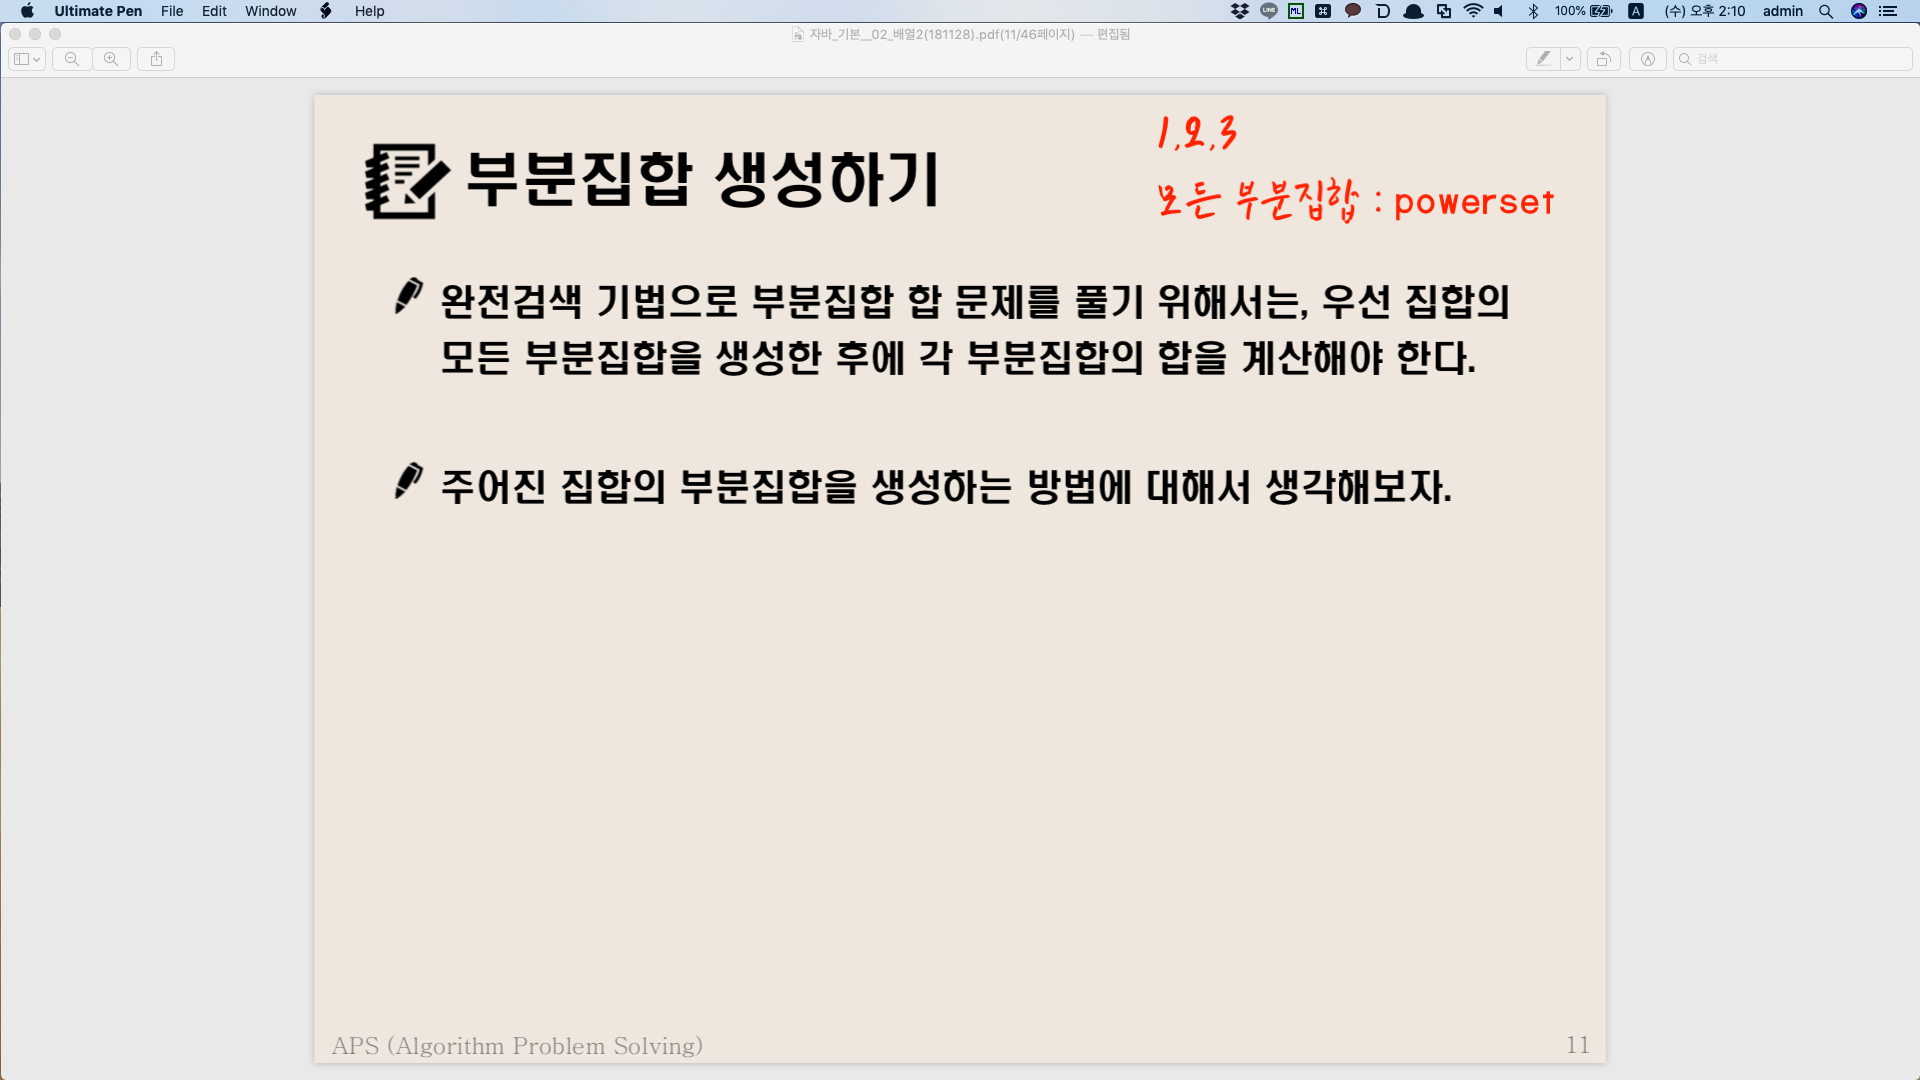 Ultimate Pen File Edit Window Help
LINE ML 100% A (수) 오후 2:10 admin
자바_기본__02_배열2(181128).pdf(11/46페이지) — 편집됨
검색
1,2,3
부분집합 생성하기
모든 부분집합 : powerset
완전검색 기법으로 부분집합 합 문제를 풀기 위해서는, 우선 집합의
모든 부분집합을 생성한 후에 각 부분집합의 합을 계산해야 한다.
주어진 집합의 부분집합을 생성하는 방법에 대해서 생각해보자.
APS (Algorithm Problem Solving)
11